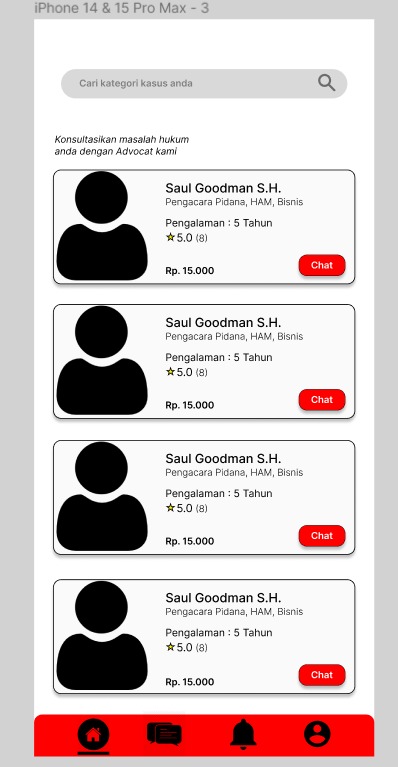 iPhone 14 & 15 Pro Max - 3
Cari kategori kasus anda
Konsultasikan masalah hukum
anda dengan Advocat kami
Saul Goodman S.H.
Pengacara Pidana, HAM, Bisnis
Pengalaman : 5 Tahun
5.0 (8)
Rp. 15.000
Chat
Saul Goodman S.H.
Pengacara Pidana, HAM, Bisnis
Pengalaman : 5 Tahun
5.0 (8)
Rp. 15.000
Chat
Saul Goodman S.H.
Pengacara Pidana, HAM, Bisnis
Pengalaman : 5 Tahun
5.0 (8)
Rp. 15.000
Chat
Saul Goodman S.H.
Pengacara Pidana, HAM, Bisnis
Pengalaman : 5 Tahun
5.0 (8)
Rp. 15.000
Chat